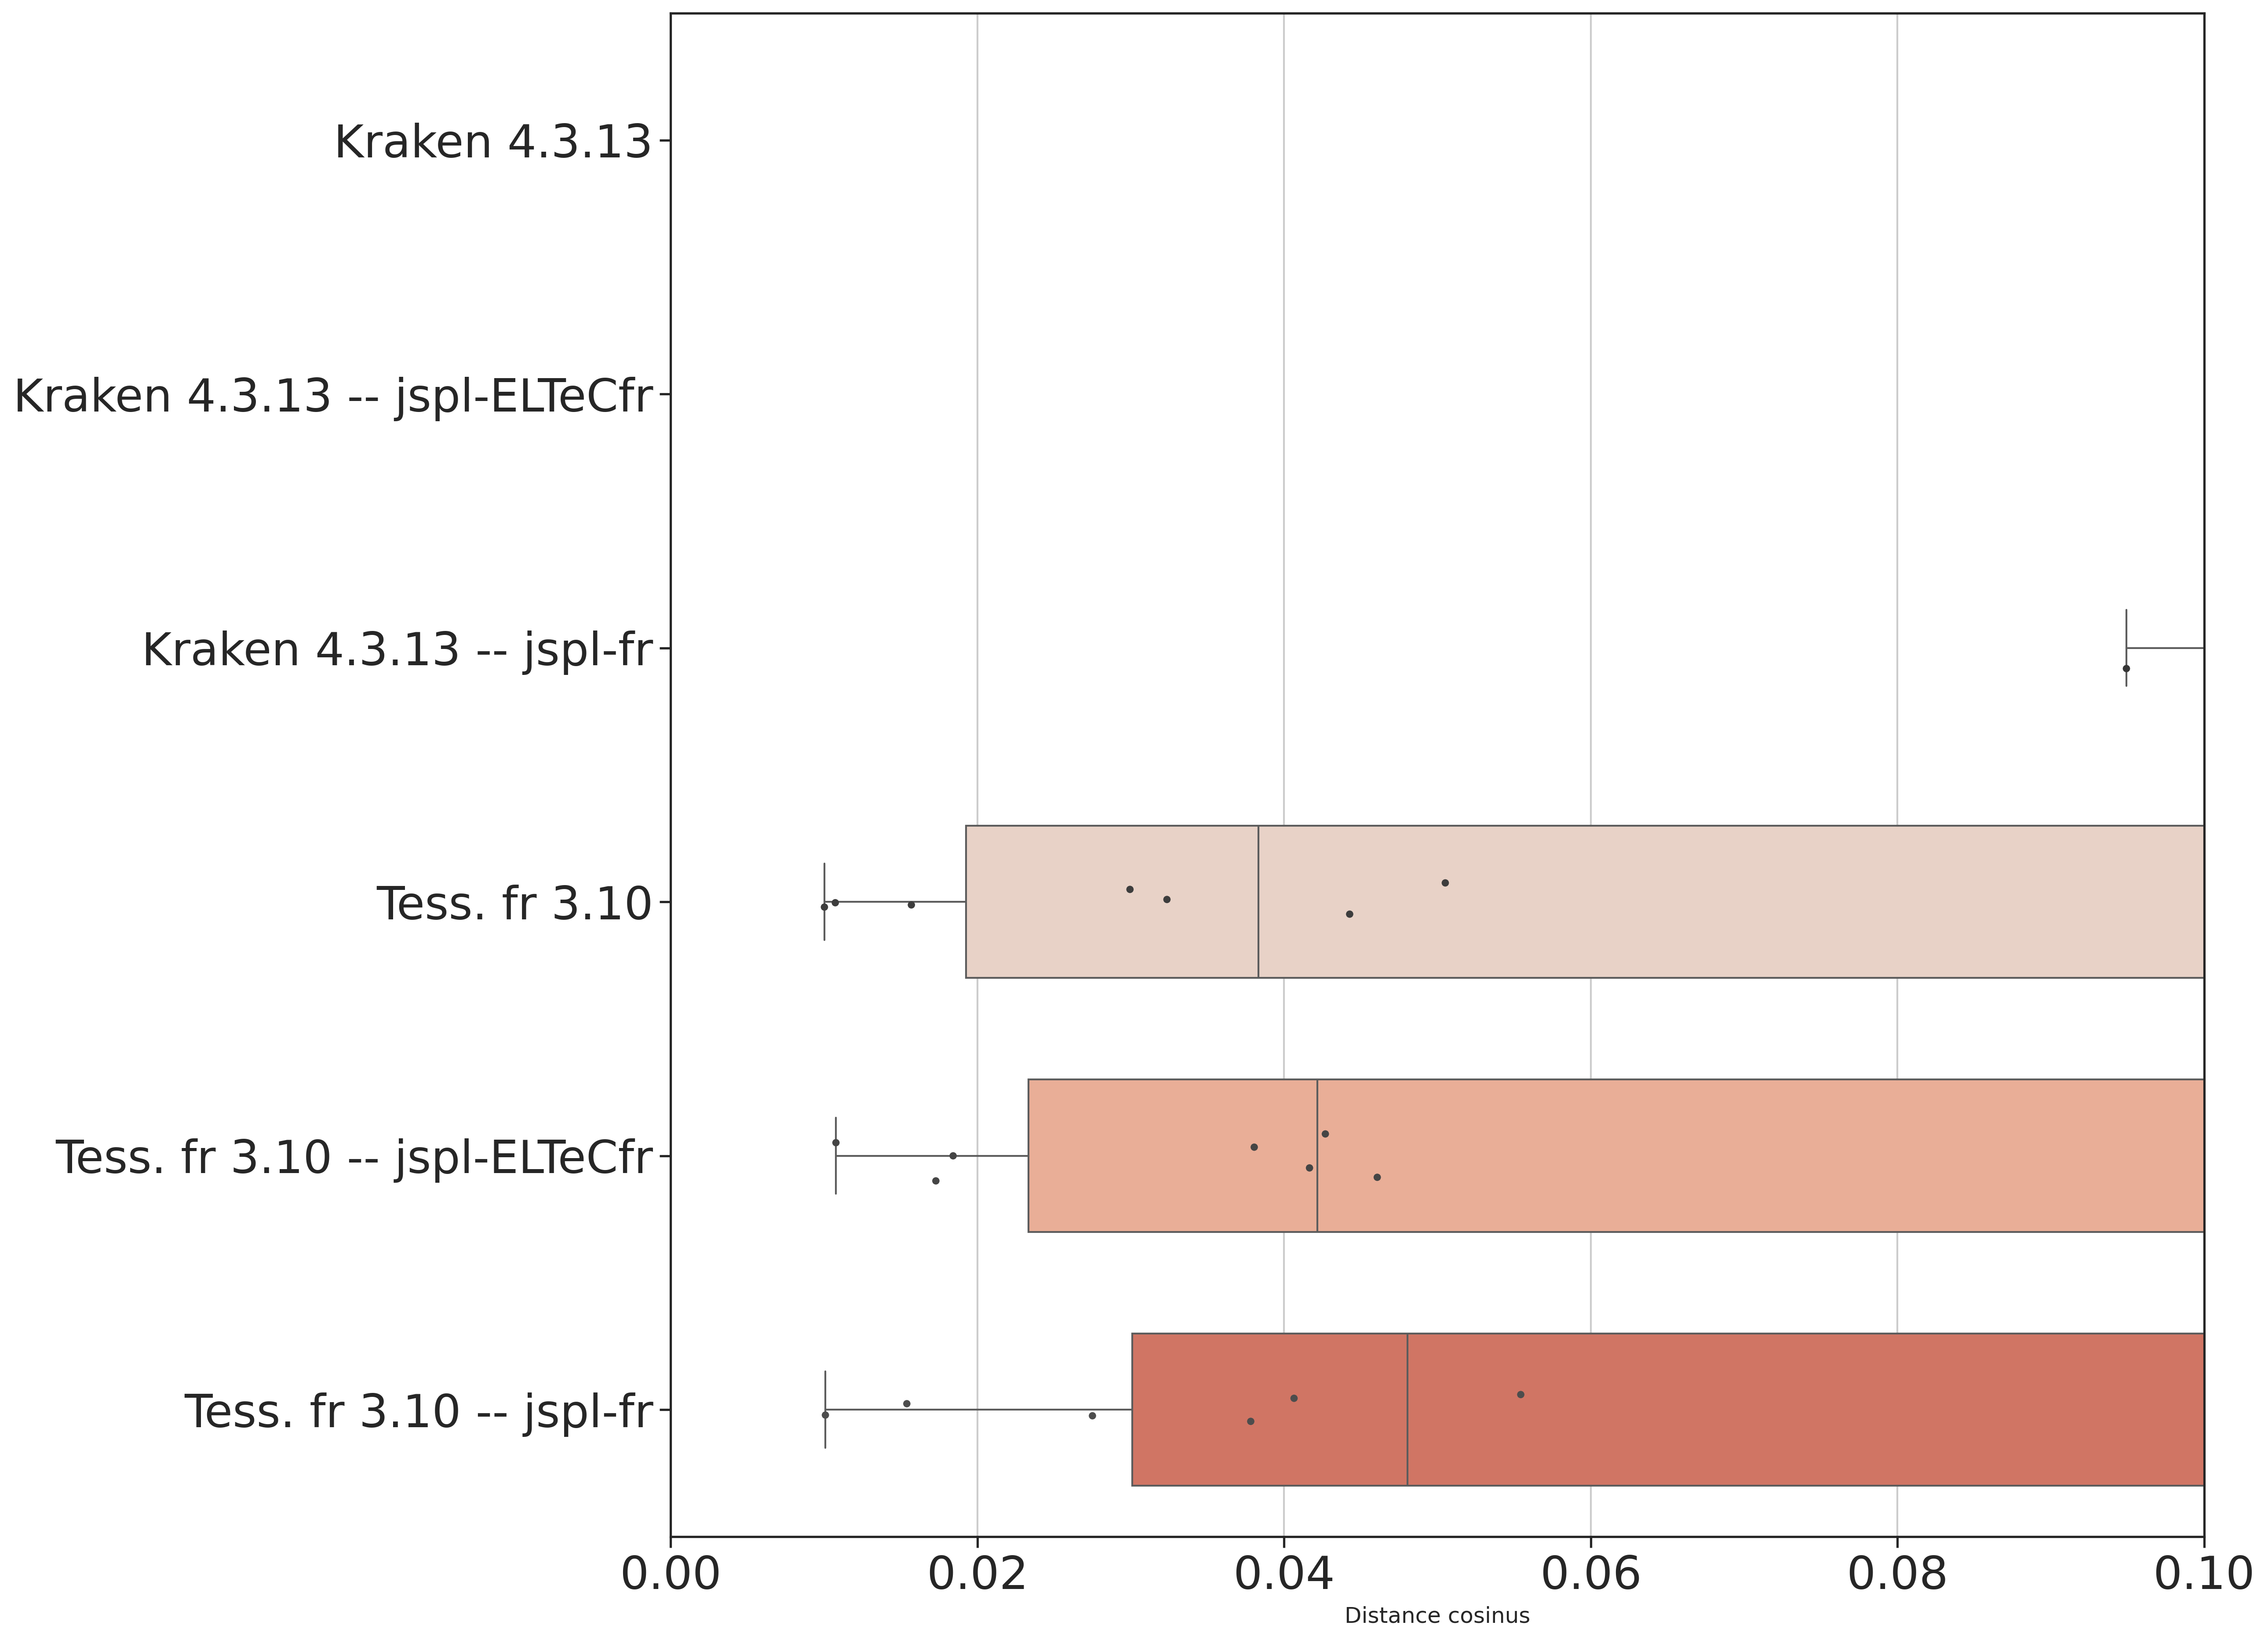 Kraken 4.3.13
Kraken 4.3.13 -- jspl-ELTeCfr
Kraken 4.3.13 -- jspl-fr
Tess. fr 3.10
Tess. fr 3.10 -- jspl-ELTeCfr
Tess. fr 3.10 -- jspl-fr
0.00 0.02 0.04 0.06 0.08 0.10
Distance cosinus